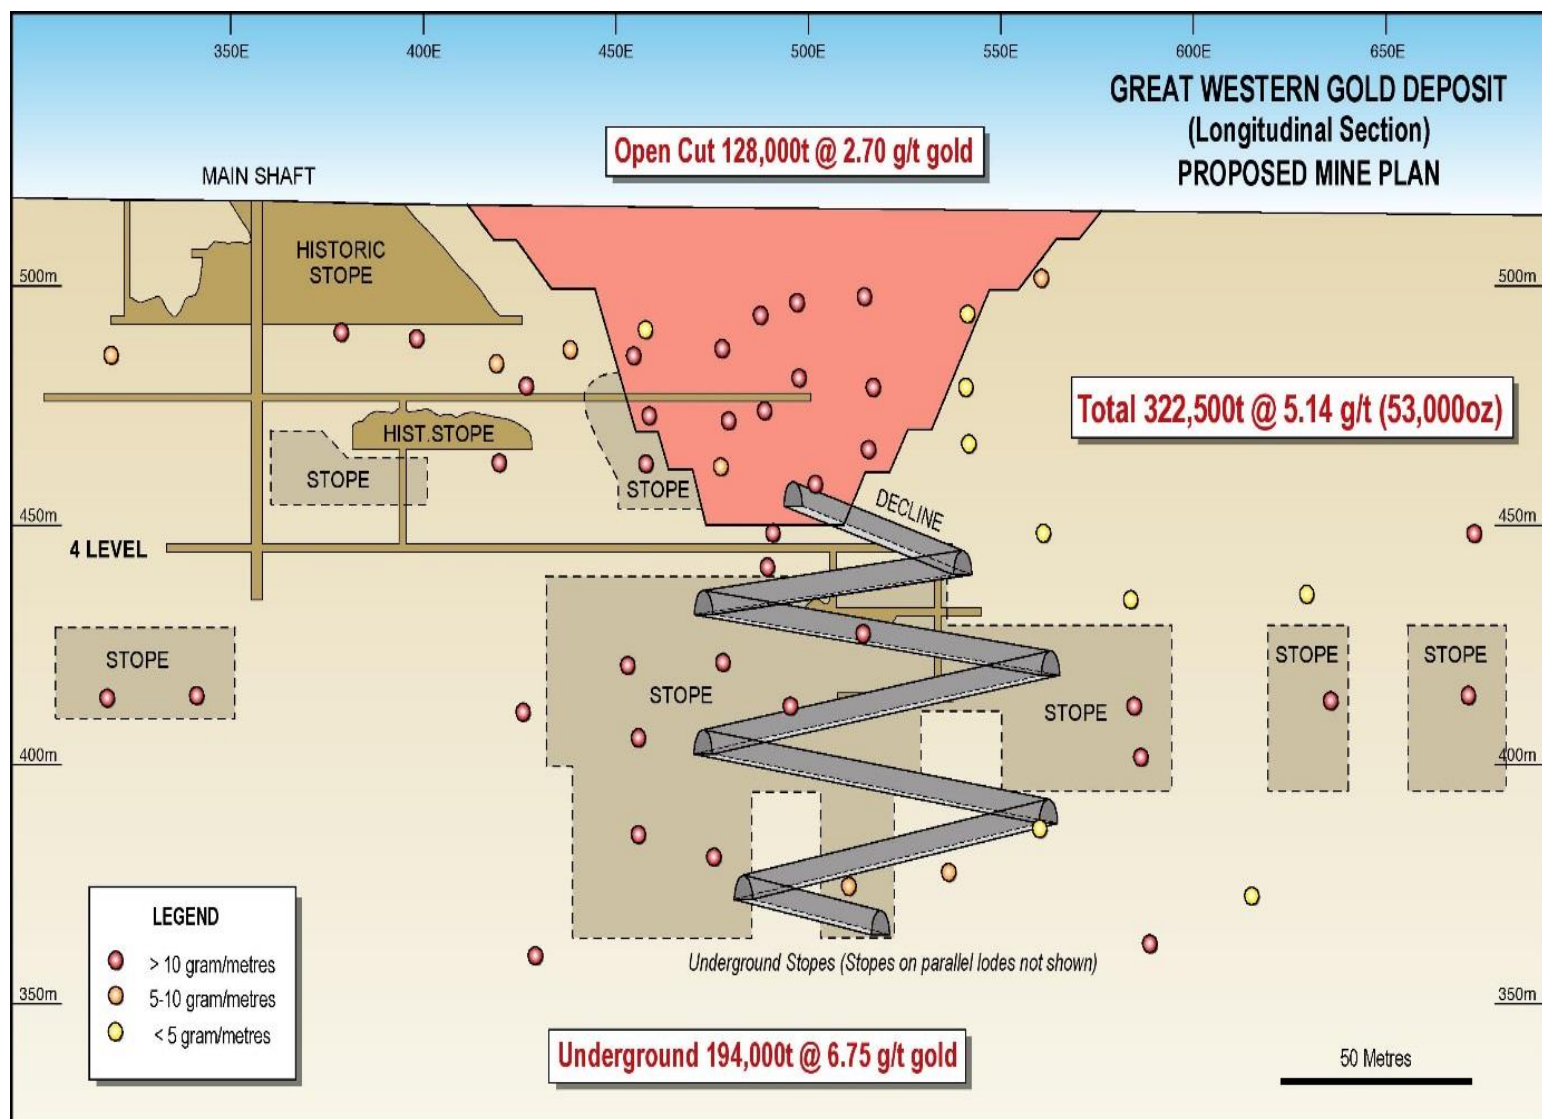 350E 400E 450E 500E 550E 600E 650E
GREAT WESTERN GOLD DEPOSIT
(Longitudinal Section)
PROPOSED MINE PLAN
Open Cut 128,000t @ 2.70 g/t gold
MAIN SHAFT
HISTORIC
STOPE
500m
500m
Total 322,500t @ 5.14 g/t (53,000oz)
HIST.STOPE
STOPE
STOPE
DECLINE
450m
450m
4 LEVEL
STOPE
STOPE
STOPE
STOPE
STOPE
400m
400m
LEGEND
> 10 gram/metres
5-10 gram/metres
< 5 gram/metres
Underground Stopes (Stopes on parallel lodes not shown)
350m
350m
Underground 194,000t @ 6.75 g/t gold
50 Metres